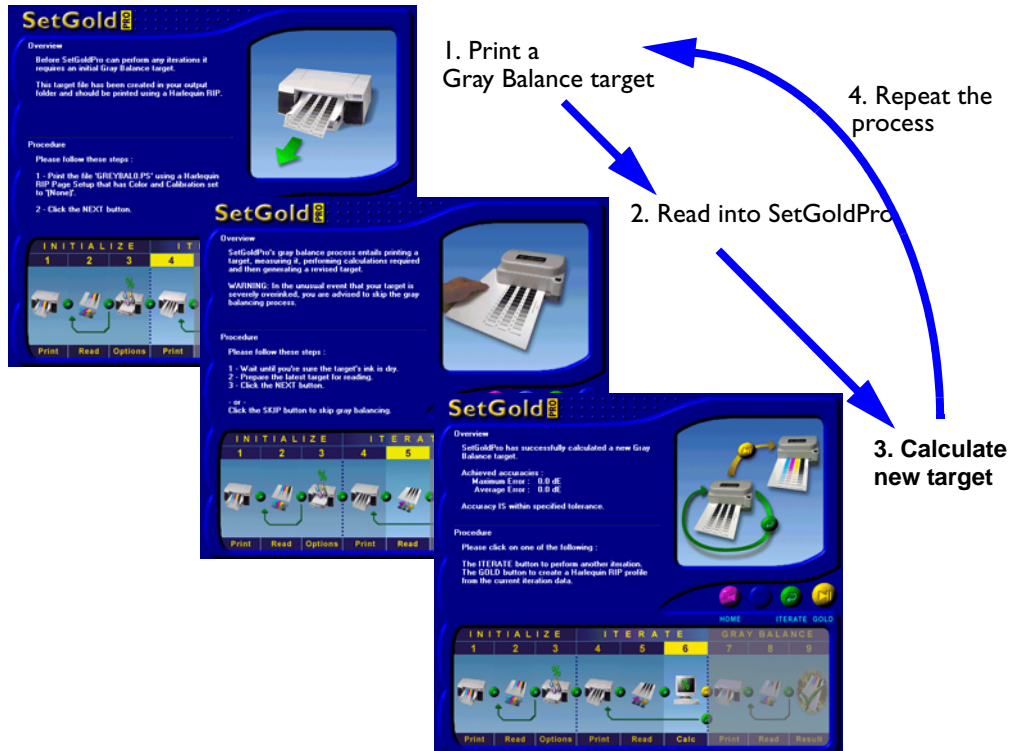 SetGold PRO
Overview
Before SetGoldPro can perform any iterations it
requires an initial Gray Balance target.
This target file has been created in your output
folder and should be printed using a Harlequin RIP.
Procedure
Please follow these steps :
1 - Print the file 'GREYBAL0.PS' using a Harlequin
RIP Page Setup that has Color and Calibration set
to '(None)'.
2 - Click the NEXT button.
INITIALIZE IT
1 2 3 4
Print Read Options Print
1. Print a
Gray Balance target
4. Repeat the
process
2. Read into SetGoldPro
3. Calculate
new target
SetGold PRO
Overview
SetGoldPro's gray balance process entails printing a
target, measuring it, performing calculations required
and then generating a revised target.
WARNING: In the unusual event that your target is
severely overinked, you are advised to skip the gray
balancing process.
Procedure
Please follow these steps :
1 - Wait until you're sure the target's ink is dry.
2 - Prepare the latest target for reading.
3 - Click the NEXT button.
- or -
Click the SKIP button to skip gray balancing.
INITIALIZE ITERAT
1 2 3 4 5
Print Read Options Print Read
SetGold PRO
Overview
SetGoldPro has successfully calculated a new Gray
Balance target.
Achieved accuracies :
Maximum Error : 0.0 dE
Average Error : 0.0 dE
Accuracy IS within specified tolerance.
Procedure
Please click on one of the following :
The ITERATE button to perform another iteration.
The GOLD button to create a Harlequin RIP profile
from the current iteration data.
HOME ITERATE GOLD
INITIALIZE ITERATE GRAY BALANCE
1 2 3 4 5 6 7 8 9
Print Read Options Print Read Calc Print Read Result